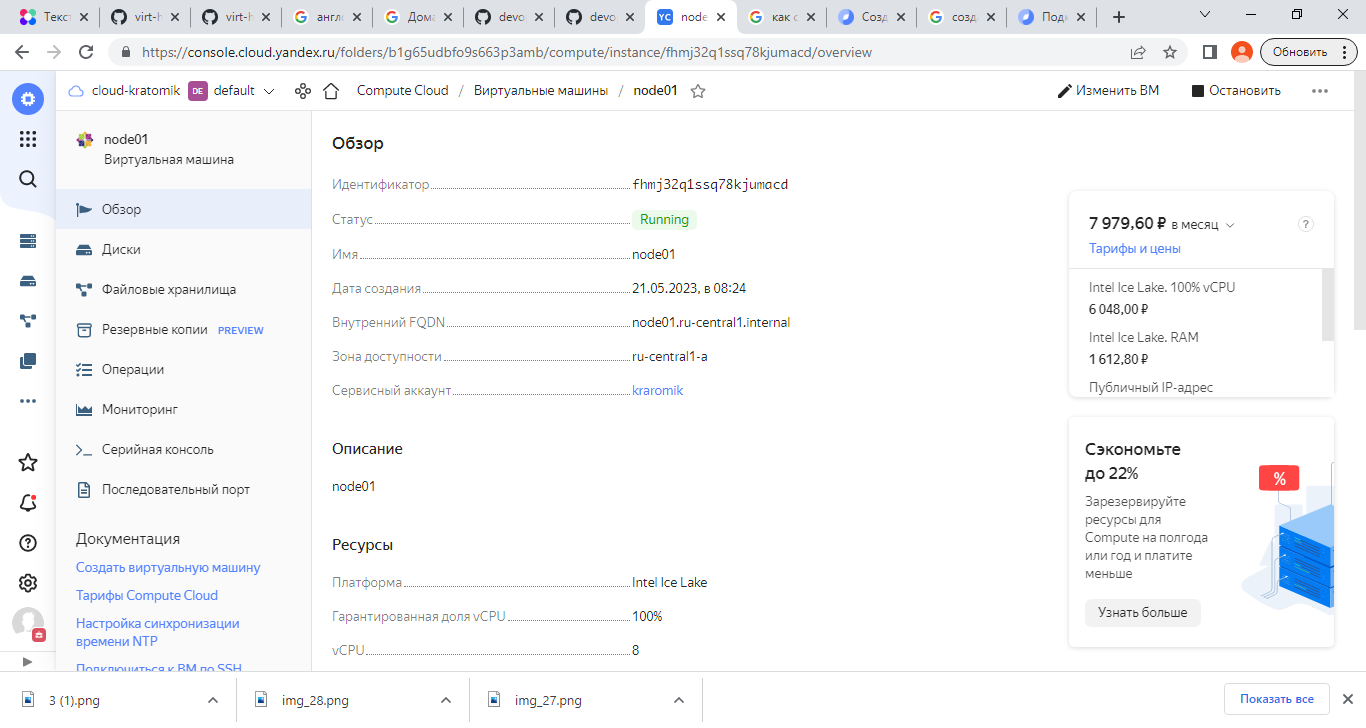 Текст
virt-h
virt-h
англо
Дома
devo
devo
node
как с
Созд
созд
Подк
https://console.cloud.yandex.ru/folders/b1g65udbfo9s663p3amb/compute/instance/fhmj32q1ssq78kjumacd/overview
Обновить
cloud-kratomik
DE
default
Compute Cloud / Виртуальные машины / node01
Изменить ВМ
Остановить
node01
Виртуальная машина
Обзор
Диски
Файловые хранилища
Резервные копии PREVIEW
Операции
Мониторинг
Серийная консоль
Последовательный порт
Документация
Создать виртуальную машину
Тарифы Compute Cloud
Настройка синхронизации
времени NTP
Подключиться к ВМ по SSH
Обзор
Идентификатор fhmj32q1ssq78kjumacd
Статус Running
Имя node01
Дата создания 21.05.2023, в 08:24
Внутренний FQDN node01.ru-central1.internal
Зона доступности ru-central1-a
Сервисный аккаунт kraromik
Описание
node01
Ресурсы
Платформа Intel Ice Lake
Гарантированная доля vCPU 100%
vCPU 8
7 979,60 ₽ в месяц
?
Тарифы и цены
Intel Ice Lake. 100% vCPU
6 048,00 ₽
Intel Ice Lake. RAM
1 612,80 ₽
Публичный IP-адрес
Сэкономьте
до 22%
%
Зарезервируйте
ресурсы для
Compute на полгода
или год и платите
меньше
Узнать больше
3 (1).png
img_28.png
img_27.png
Показать все